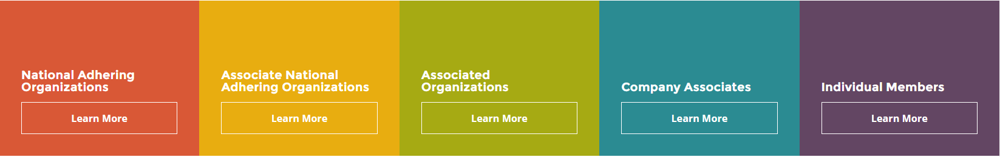 National Adhering
Organizations
Learn More
Associate National
Adhering Organizations
Learn More
Associated
Organizations
Learn More
Company Associates
Learn More
Individual Members
Learn More